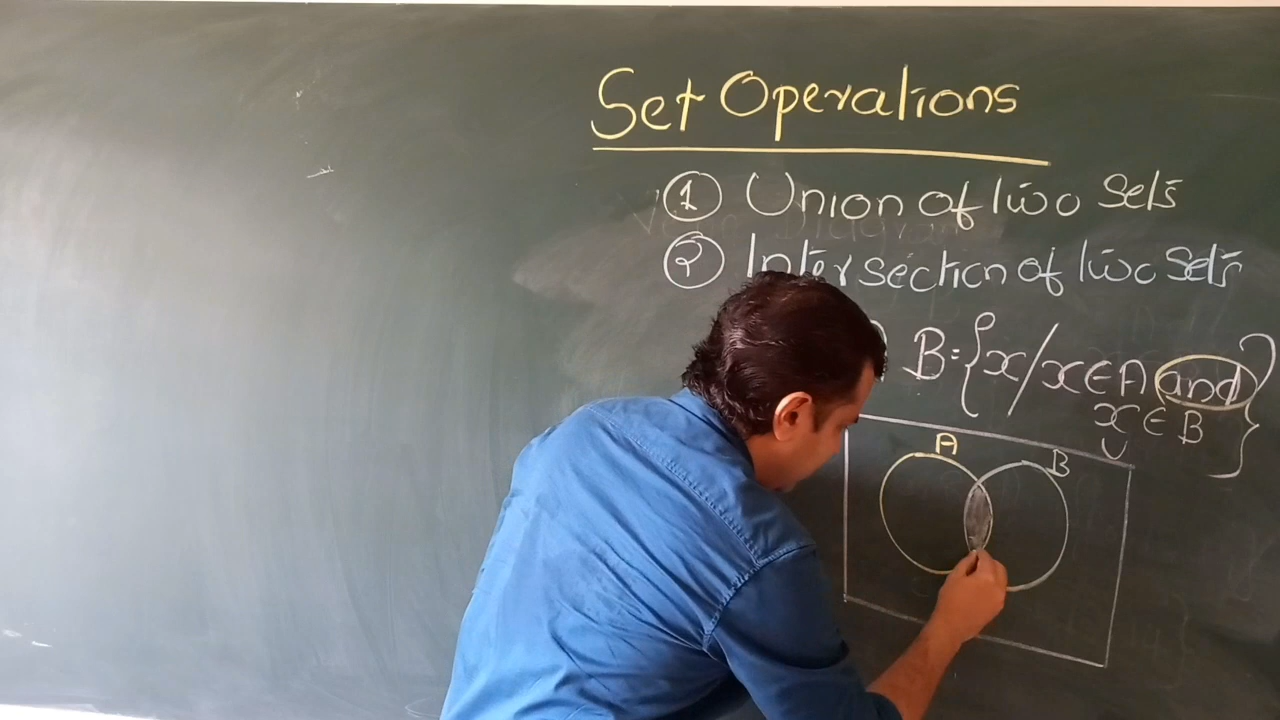 Set Operations
① Union of two Sets
② Intersection of two Sets
B = {x / x ∈ A and
x ∈ B }
A
B
U